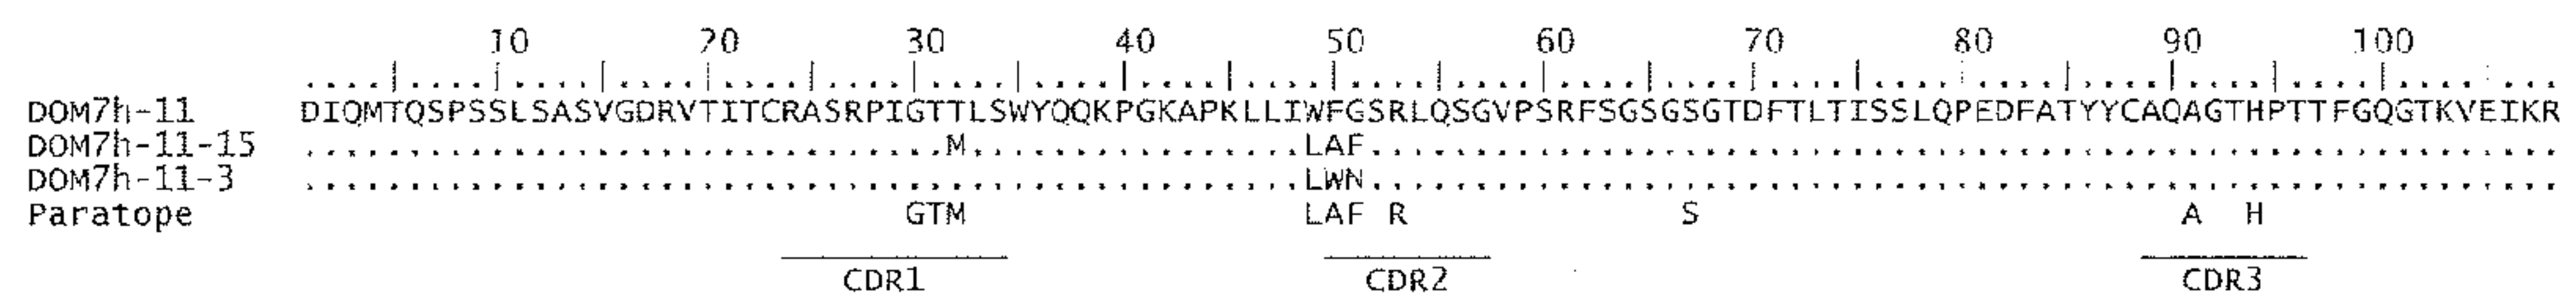 10 20 30 40 50 60 70 80 90 100
....|....|....|....|....|....|....|....|....|....|....|....|....|....|....|....|....|....|....|....|....|...
DOM7h-11 DIQMTQSPSSLSASVGDRVTITCRASRPIGTTLSWYQQKPGKAPKLLIWFGSRLQSGVPSRFSGSGSGTDFTLTISSLQPEDFATYYCAQAGTHPTTFGQGTKVEIKR
DOM7h-11-15 ...............................M................LAF.........................................................
DOM7h-11-3 ................................................LWN.........................................................
Paratope GTM LAF R S A H
CDR1 CDR2 CDR3